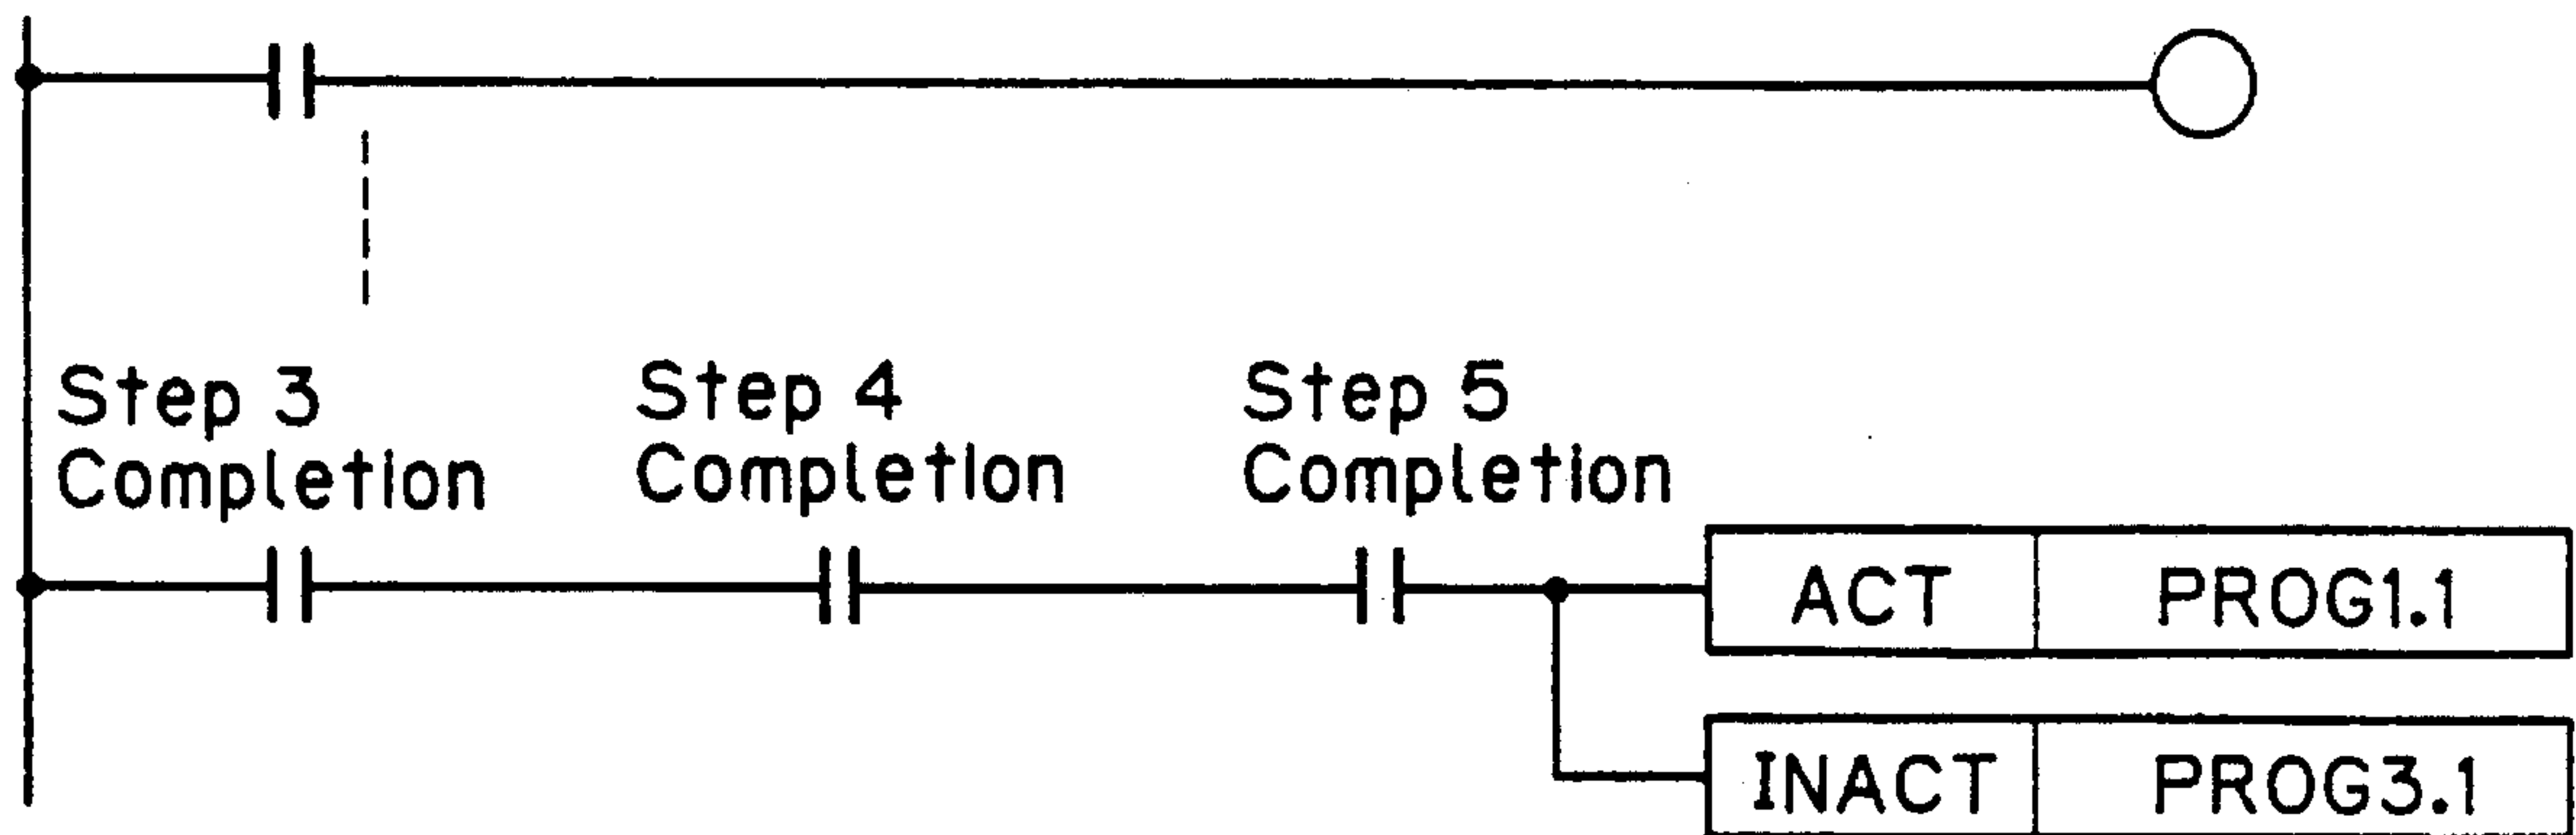 Step 3
Completion
Step 4
Completion
Step 5
Completion
ACT PROG1.1
INACT PROG3.1